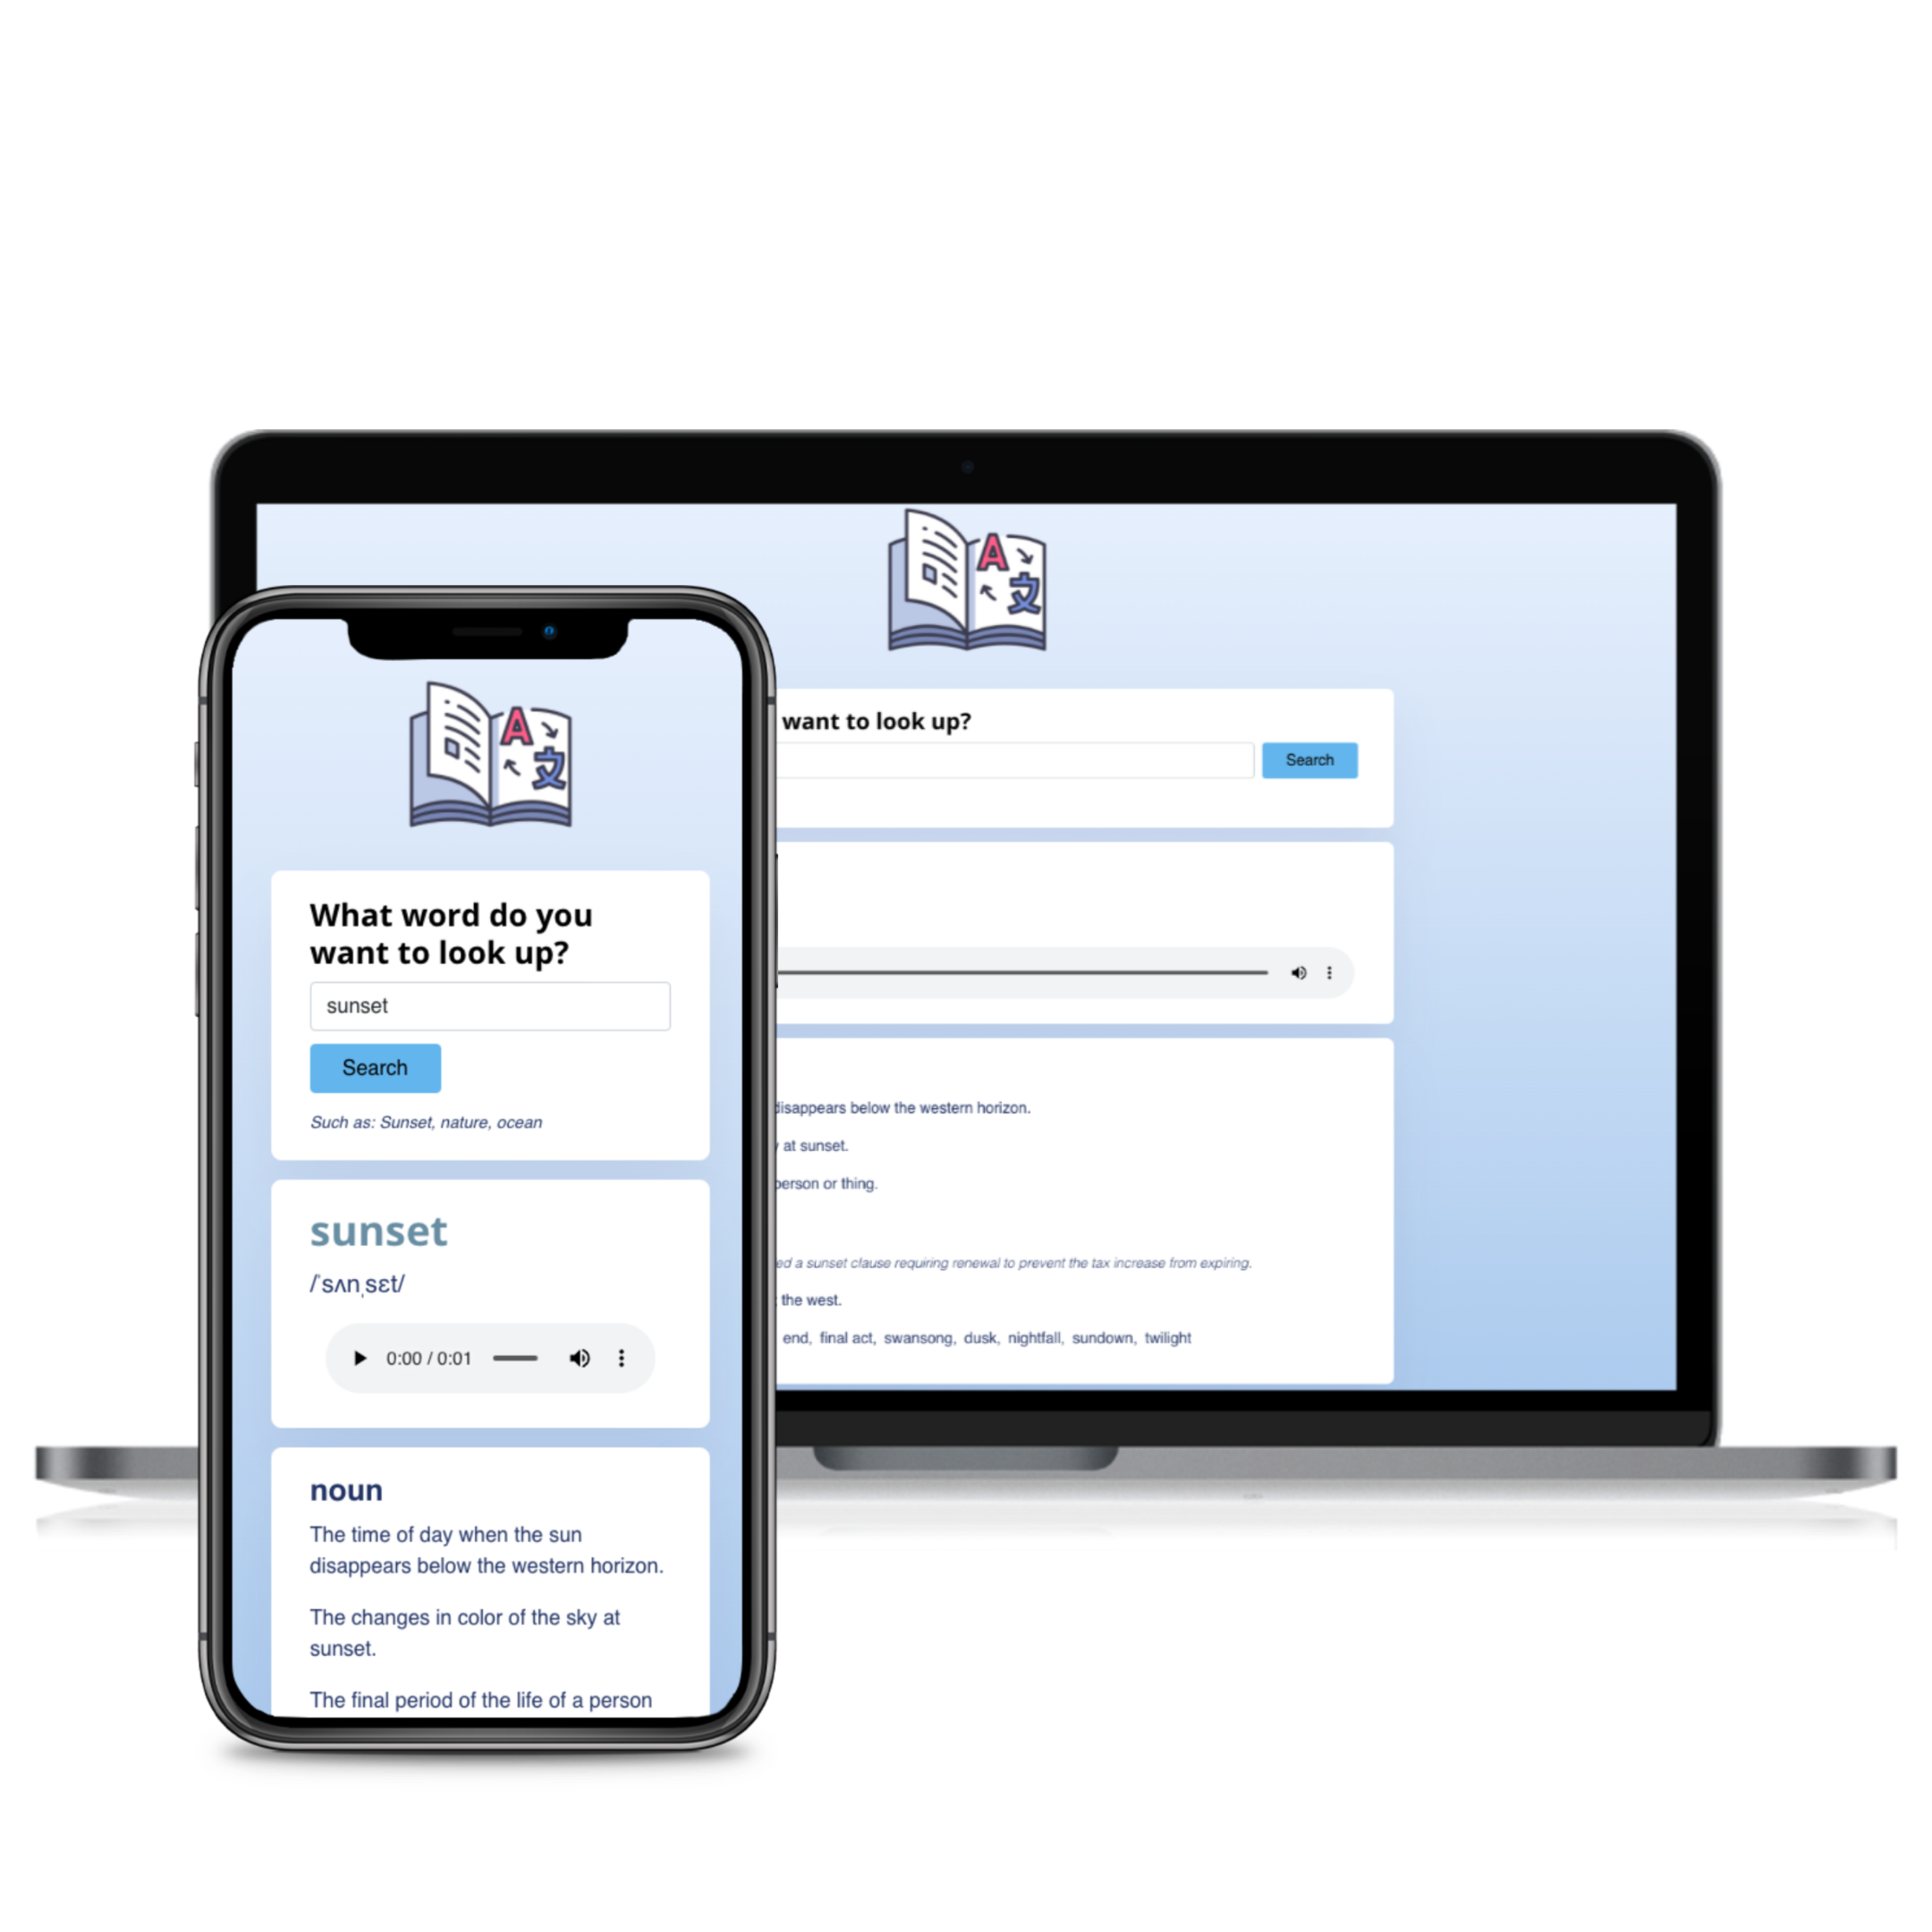 A
文
What word do you
want to look up?
sunset
Search
Such as: Sunset, nature, ocean
sunset
/ˈsʌnˌsɛt/
0:00 / 0:01
noun
The time of day when the sun
disappears below the western horizon.
The changes in color of the sky at
sunset.
The final period of the life of a person
A
文
want to look up?
Search
disappears below the western horizon.
at sunset.
person or thing.
a sunset clause requiring renewal to prevent the tax increase from expiring.
the west.
end, final act, swansong, dusk, nightfall, sundown, twilight